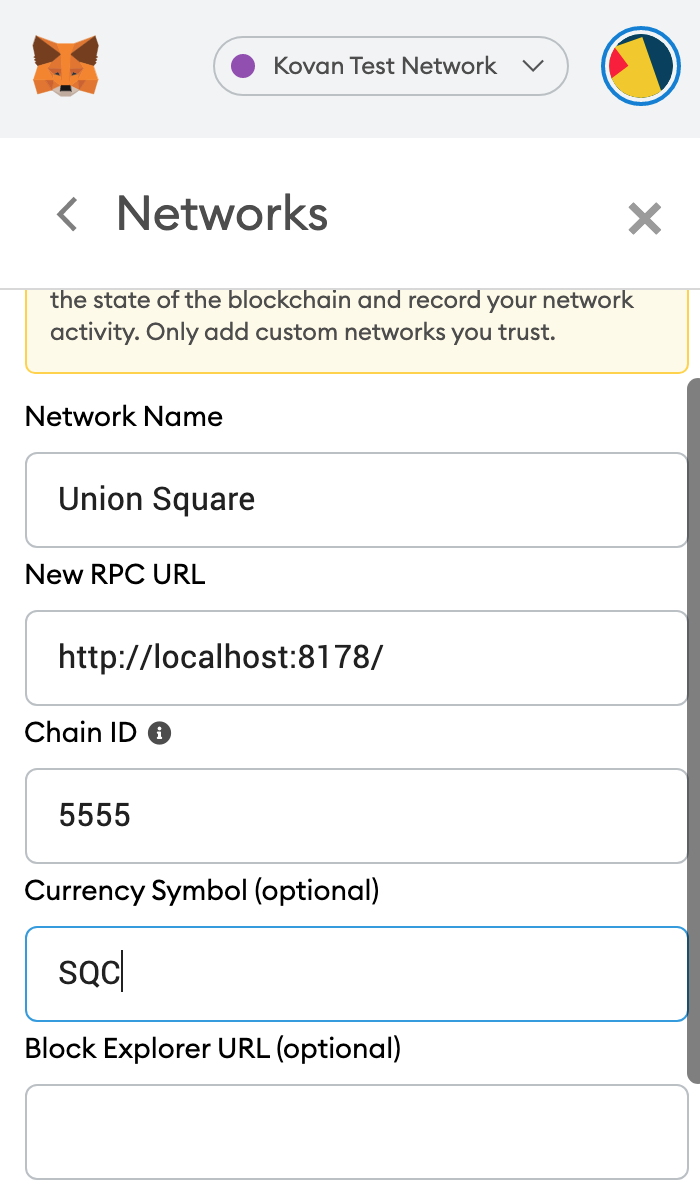 Kovan Test Network
Networks
the state of the blockchain and record your network
activity. Only add custom networks you trust.
Network Name
Union Square
New RPC URL
http://localhost:8178/
Chain ID
5555
Currency Symbol (optional)
SQC
Block Explorer URL (optional)